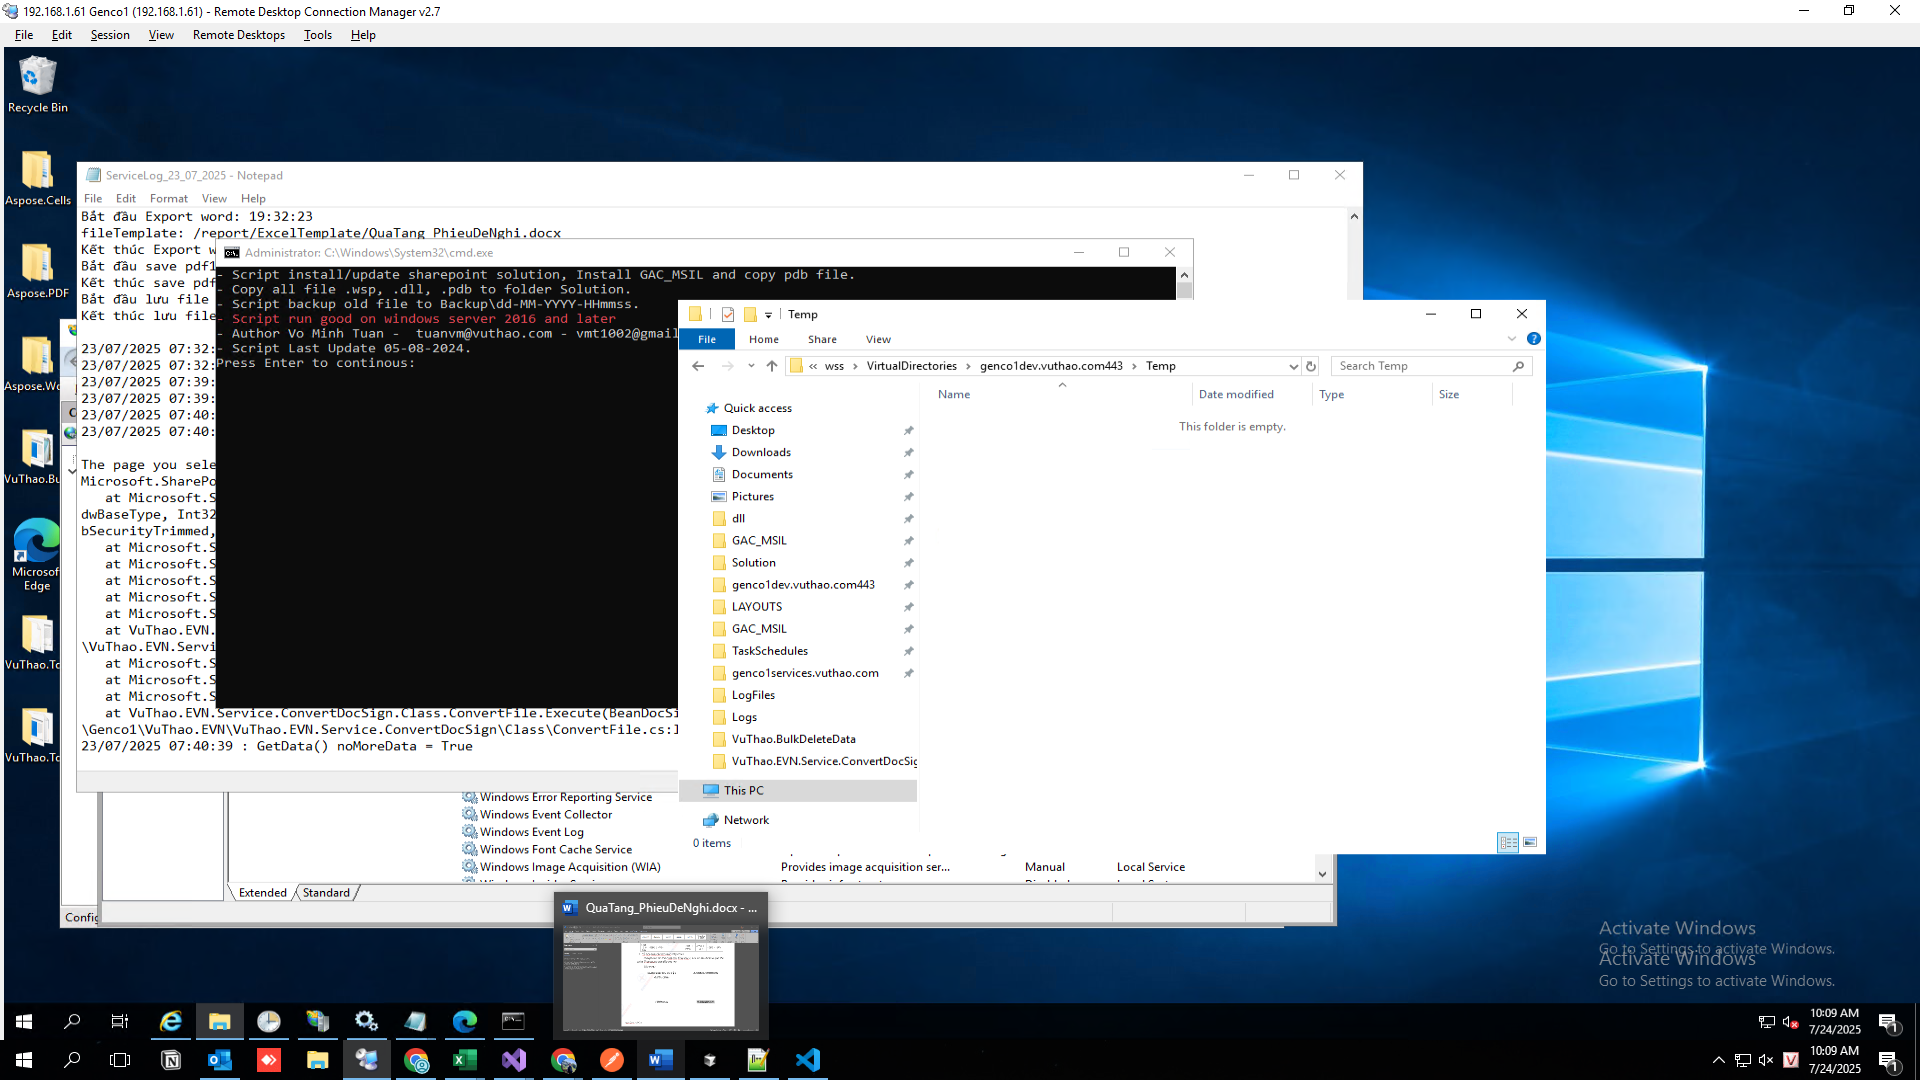 192.168.1.61 Genco1 (192.168.1.61) - Remote Desktop Connection Manager v2.7
File Edit Session View Remote Desktops Tools Help
Recycle Bin
Aspose.Cells
Aspose.PDF
Aspose.Wo
VuThao.Bu
Microsof
Edge
VuThao.To
VuThao.To
ServiceLog_23_07_2025 - Notepad
File Edit Format View Help
Bắt đầu Export word: 19:32:23
fileTemplate: /report/ExcelTemplate/QuaTang_PhieuDeNghi.docx
Kết thúc Export w
Bắt đầu save pdf1
Kết thúc save pdf
Bắt đầu lưu file
Kết thúc lưu file
23/07/2025 07:32:
23/07/2025 07:32:
23/07/2025 07:39:
23/07/2025 07:39:
23/07/2025 07:40:
23/07/2025 07:40:
The page you sele
Microsoft.SharePo
at Microsoft.S
dwBaseType, Int32
bSecurityTrimmed,
at Microsoft.S
at Microsoft.S
at Microsoft.S
at Microsoft.S
at Microsoft.S
at VuThao.EVN.
\VuThao.EVN.Servi
at Microsoft.S
at Microsoft.S
at Microsoft.S
at VuThao.EVN.Service.ConvertDocSign.Class.ConvertFile.Execute(BeanDocSi
\Genco1\VuThao.EVN\VuThao.EVN.Service.ConvertDocSign\Class\ConvertFile.cs:l
23/07/2025 07:40:39 : GetData() noMoreData = True
Administrator: C:\Windows\System32\cmd.exe
- Script install/update sharepoint solution, Install GAC_MSIL and copy pdb file.
- Copy all file .wsp, .dll, .pdb to folder Solution.
- Script backup old file to Backup\dd-MM-YYYY-HHmmss.
- Script run good on windows server 2016 and later
- Author Vo Minh Tuan - tuanvm@vuthao.com - vmt1002@gmail
- Script Last Update 05-08-2024.
Press Enter to continous:
Temp
File Home Share View
« wss › VirtualDirectories › genco1dev.vuthao.com443 › Temp
Search Temp
Name Date modified Type Size
This folder is empty.
Quick access
Desktop
Downloads
Documents
Pictures
dll
GAC_MSIL
Solution
genco1dev.vuthao.com443
LAYOUTS
GAC_MSIL
TaskSchedules
genco1services.vuthao.com
LogFiles
Logs
VuThao.BulkDeleteData
VuThao.EVN.Service.ConvertDocSig
This PC
Network
0 items
Windows Error Reporting Service
Windows Event Collector
Windows Event Log
Windows Font Cache Service
Windows Image Acquisition (WIA) Provides image acquisition ser... Manual Local Service
Extended Standard
Config
QuaTang_PhieuDeNghi.docx - ...
Activate Windows
Go to Settings to activate Windows.
Activate Windows
Go to Settings to activate Windows.
10:09 AM
7/24/2025
1
10:09 AM
7/24/2025
1